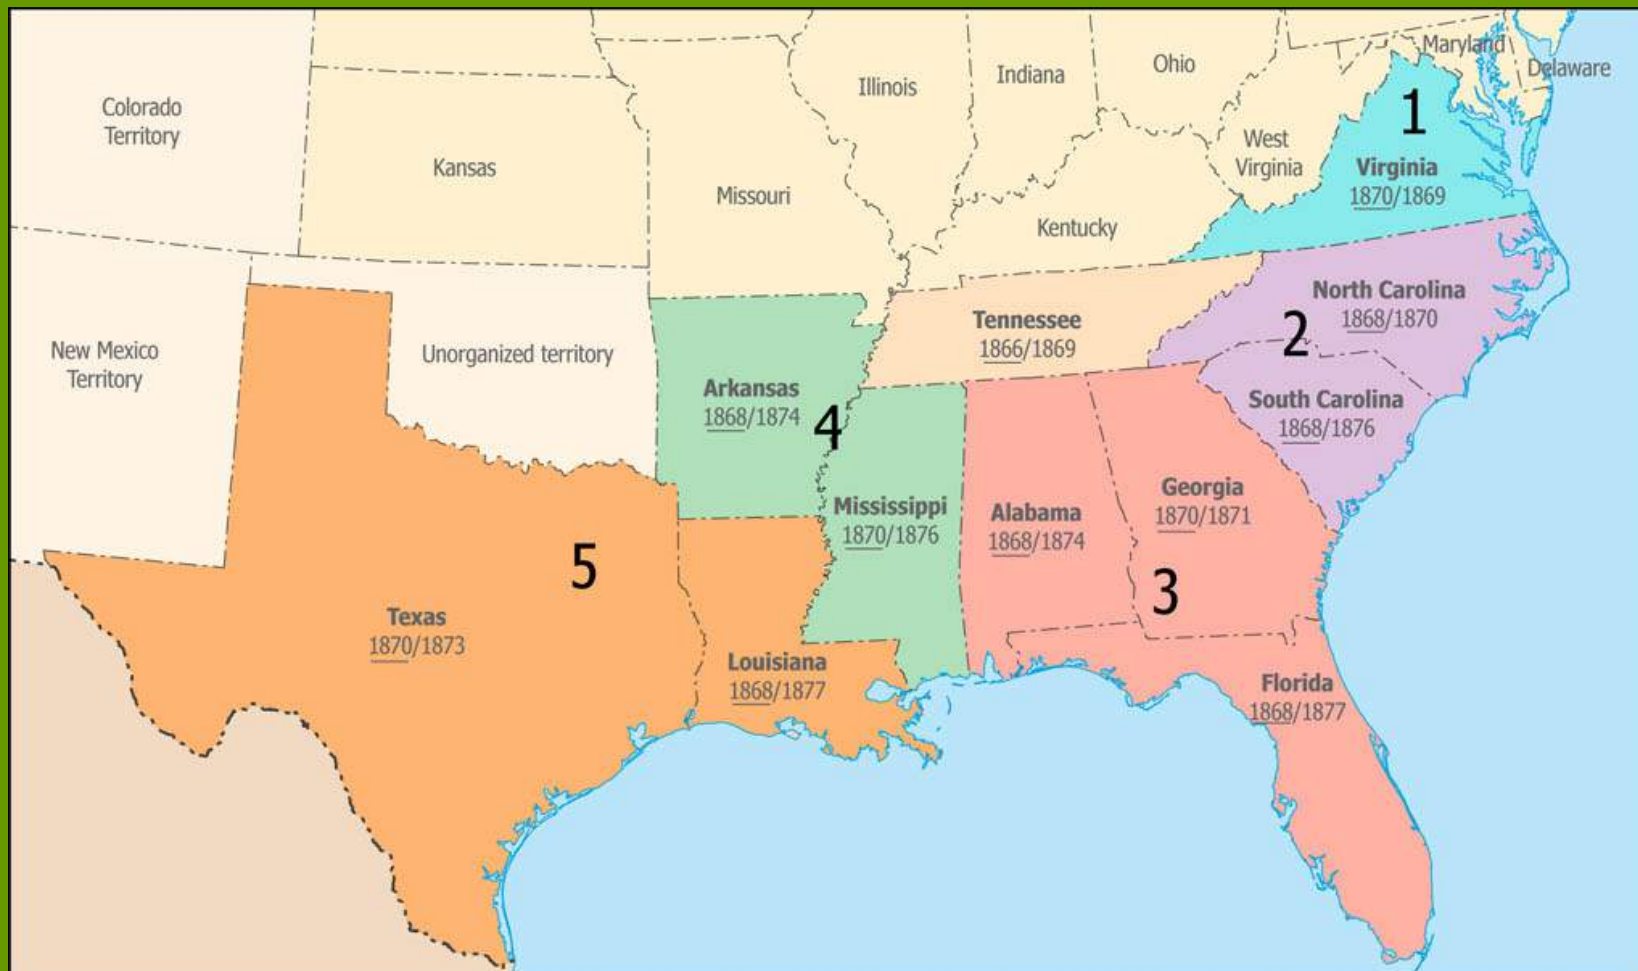 Maryland
Delaware
Ohio
Indiana
Illinois
Colorado
Territory
1
West
Virginia
Virginia
1870/1869
Kansas
Missouri
Kentucky
North Carolina
1868/1870
2
Tennessee
1866/1869
New Mexico
Territory
Unorganized territory
Arkansas
1868/1874
4
South Carolina
1868/1876
Georgia
1870/1871
Mississippi
1870/1876
Alabama
1868/1874
5
3
Texas
1870/1873
Louisiana
1868/1877
Florida
1868/1877